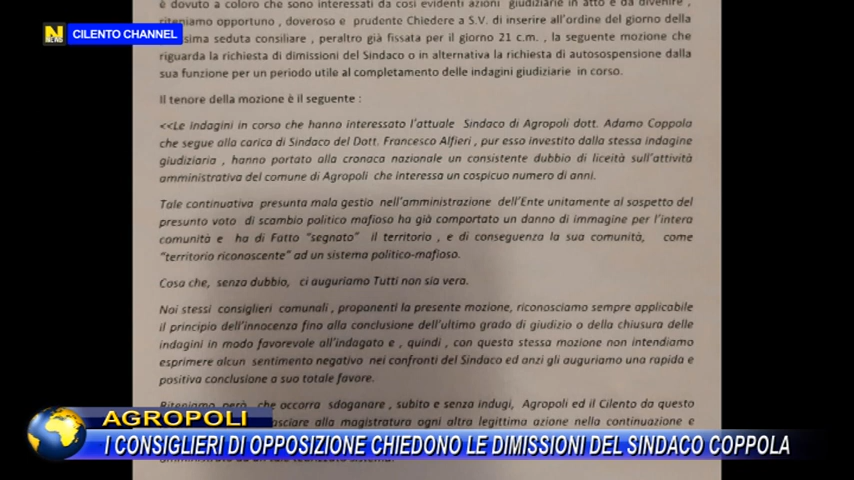 è dovuto a coloro che sono interessati da così evidenti azioni giudiziarie in atto e da divenire ,
riteniamo opportuno , doveroso e prudente Chiedere a S.V. di inserire all'ordine del giorno della
sima seduta consiliare , peraltro già fissata per il giorno 21 c.m. , la seguente mozione che
riguarda la richiesta di dimissioni del Sindaco o in alternativa la richiesta di autosospensione dalla
sua funzione per un periodo utile al completamento delle indagini giudiziarie in corso.
Il tenore della mozione è il seguente :
<<Le Indagini in corso che hanno interessato l'attuale Sindaco di Agropoli dott. Adamo Coppola
che segue alla carica di Sindaco del Dott. Francesco Alfieri , pur esso investito dalla stessa indagine
giudiziaria , hanno portato alla cronaca nazionale un consistente dubbio di liceità sull'attività
amministrativa del comune di Agropoli che interessa un cospicuo numero di anni.
Tale continuativa presunta mala gestio nell'amministrazione dell'Ente unitamente al sospetto del
presunto voto di scambio politico mafioso ha già comportato un danno di immagine per l'intera
comunità e ha di Fatto "segnato" il territorio , e di conseguenza la sua comunità, come
"territorio riconoscente" ad un sistema politico-mafioso.
Cosa che, senza dubbio, ci auguriamo Tutti non sia vera.
Noi stessi consiglieri comunali , proponenti la presente mozione, riconosciamo sempre applicabile
il principio dell'innocenza fino alla conclusione dell'ultimo grado di giudizio o della chiusura delle
indagini in modo favorevole all'indagato e , quindi , con questa stessa mozione non intendiamo
esprimere alcun sentimento negativo nei confronti del Sindaco ed anzi gli auguriamo una rapida e
positiva conclusione a suo totale favore.
Riteniamo però che occorra sdoganare , subito e senza indugi, Agropoli ed il Cilento da questo
lasciare alla magistratura ogni altra legittima azione nella continuazione e
NEWS
CILENTO CHANNEL
AGROPOLI
I CONSIGLIERI DI OPPOSIZIONE CHIEDONO LE DIMISSIONI DEL SINDACO COPPOLA